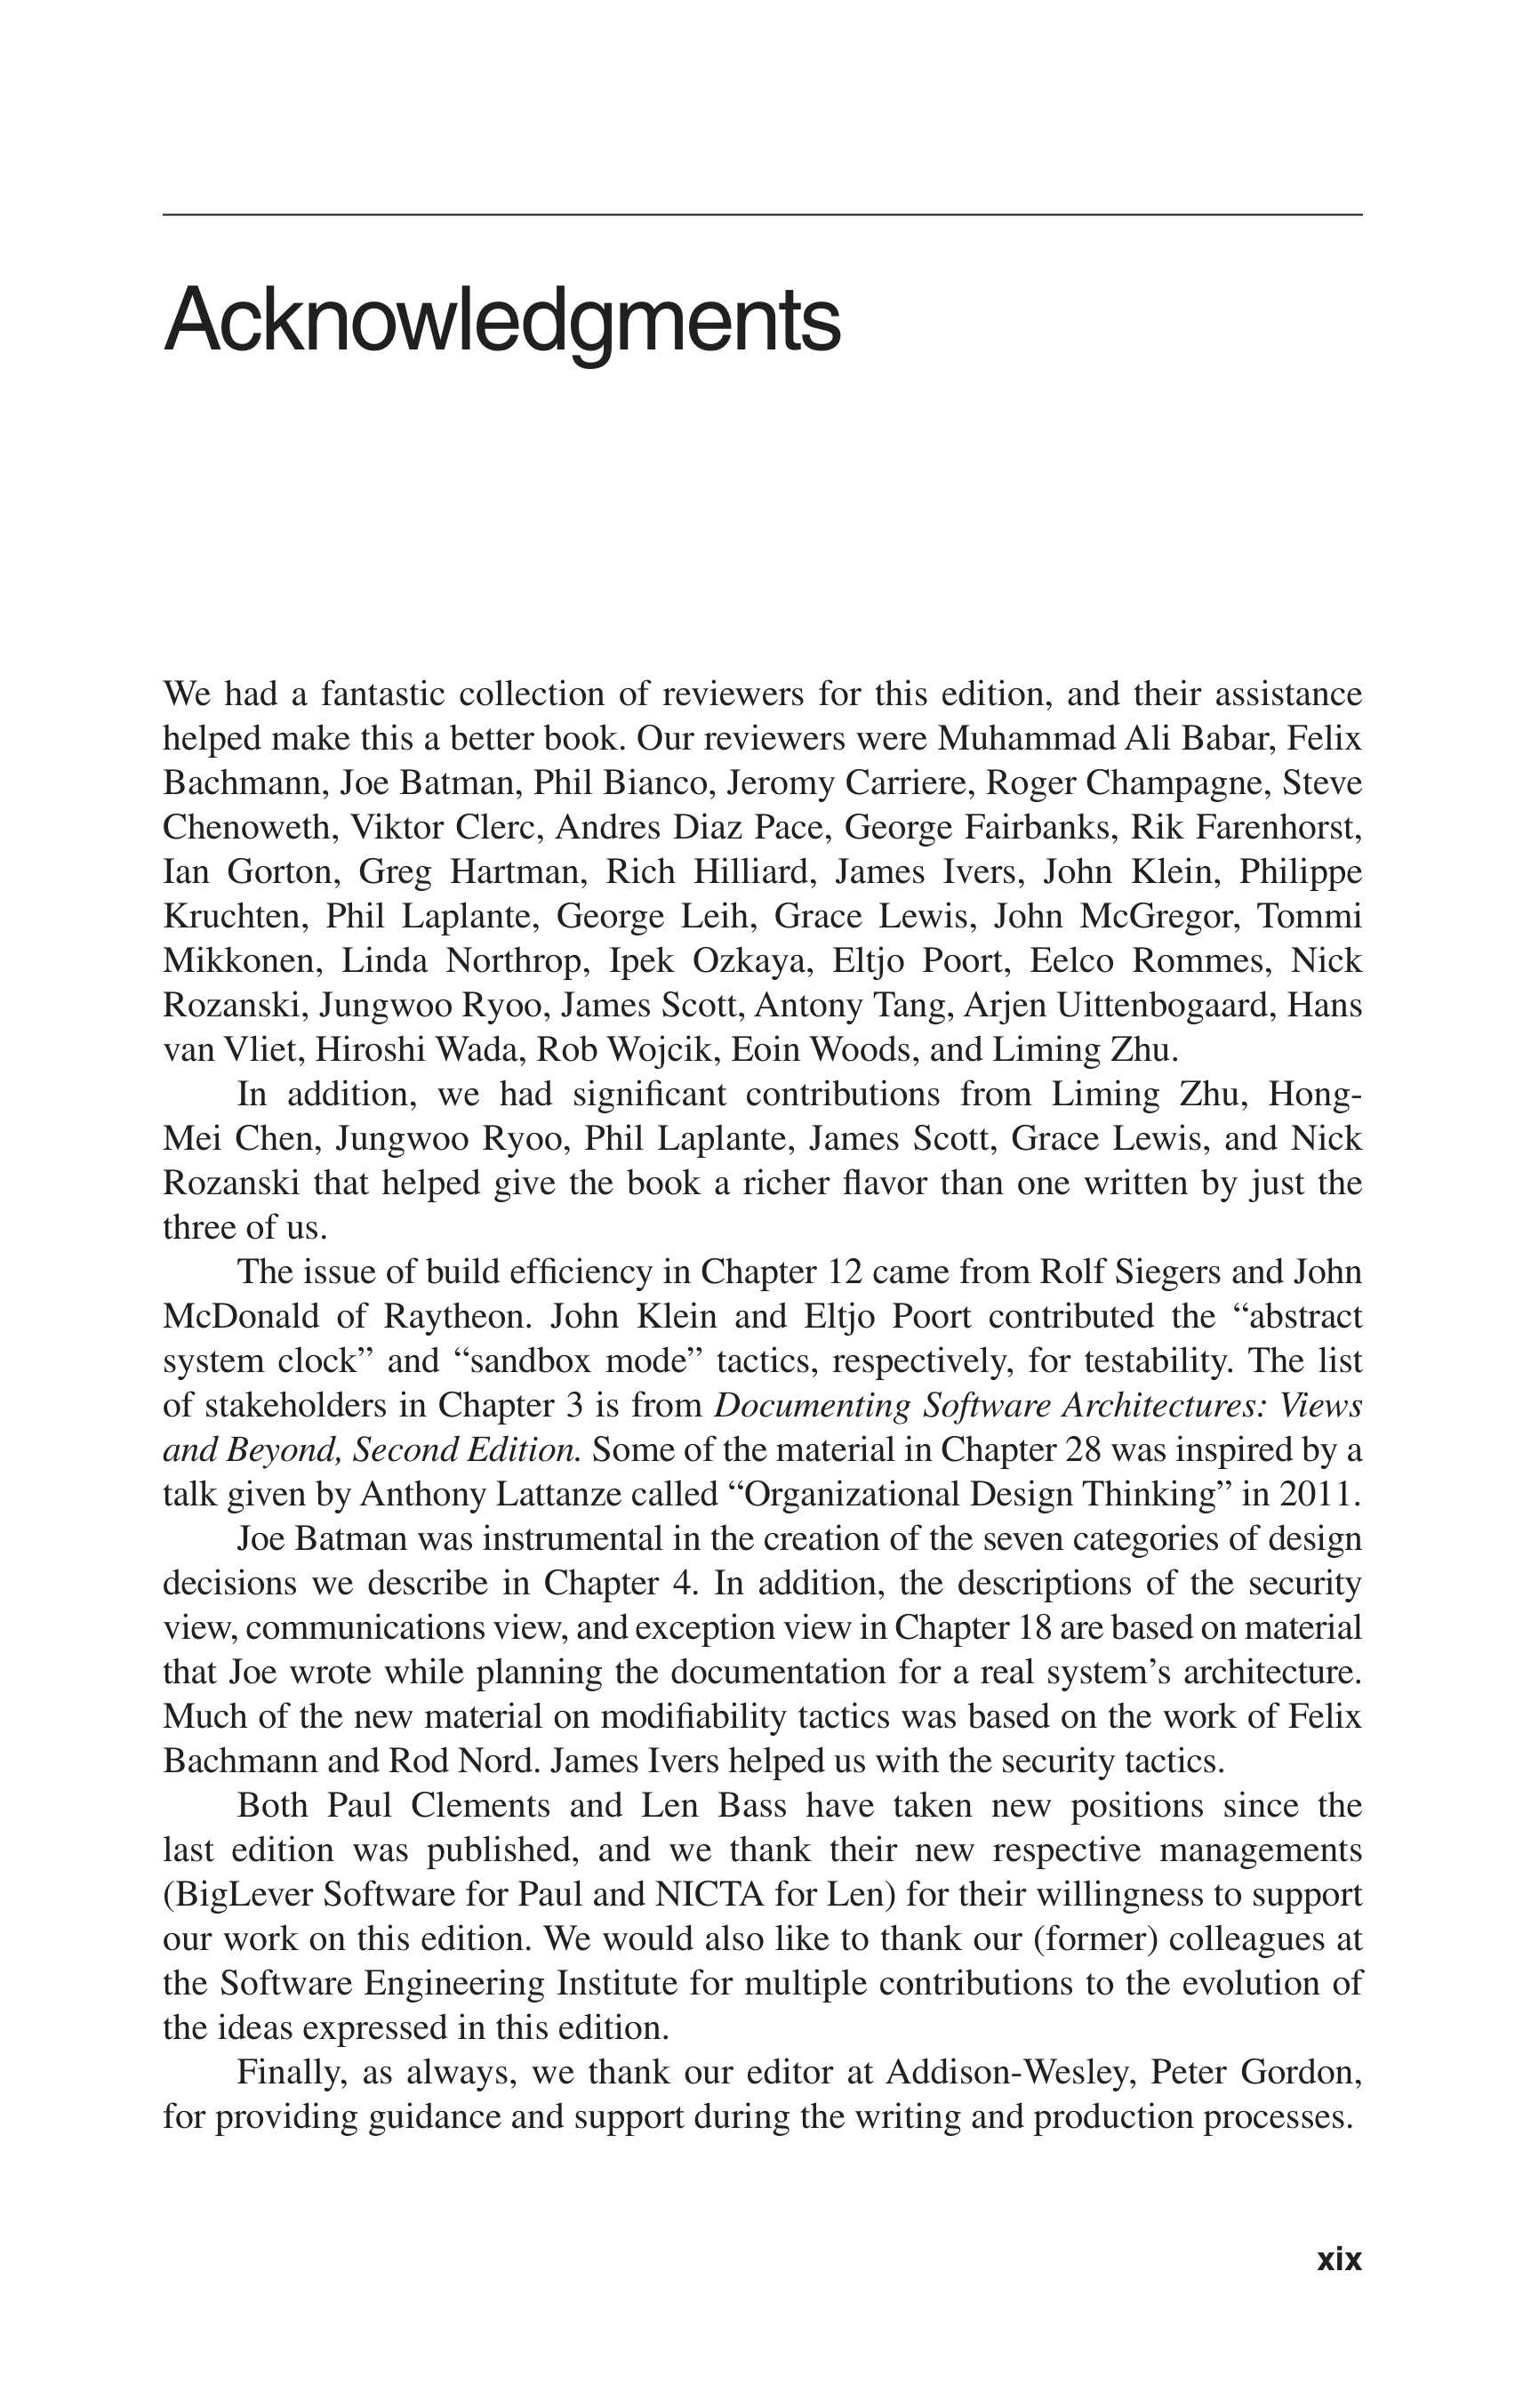 Acknowledgments
We had a fantastic collection of reviewers for this edition, and their assistance
helped make this a better book. Our reviewers were Muhammad Ali Babar, Felix
Bachmann, Joe Batman, Phil Bianco, Jeromy Carriere, Roger Champagne, Steve
Chenoweth, Viktor Clerc, Andres Diaz Pace, George Fairbanks, Rik Farenhorst,
Ian Gorton, Greg Hartman, Rich Hilliard, James Ivers, John Klein, Philippe
Kruchten, Phil Laplante, George Leih, Grace Lewis, John McGregor, Tommi
Mikkonen, Linda Northrop, Ipek Ozkaya, Eltjo Poort, Eelco Rommes, Nick
Rozanski, Jungwoo Ryoo, James Scott, Antony Tang, Arjen Uittenbogaard, Hans
van Vliet, Hiroshi Wada, Rob Wojcik, Eoin Woods, and Liming Zhu.
In addition, we had significant contributions from Liming Zhu, Hong-
Mei Chen, Jungwoo Ryoo, Phil Laplante, James Scott, Grace Lewis, and Nick
Rozanski that helped give the book a richer flavor than one written by just the
three of us.
The issue of build efficiency in Chapter 12 came from Rolf Siegers and John
McDonald of Raytheon. John Klein and Eltjo Poort contributed the “abstract
system clock” and “sandbox mode” tactics, respectively, for testability. The list
of stakeholders in Chapter 3 is from Documenting Software Architectures: Views
and Beyond, Second Edition. Some of the material in Chapter 28 was inspired by a
talk given by Anthony Lattanze called “Organizational Design Thinking” in 2011.
Joe Batman was instrumental in the creation of the seven categories of design
decisions we describe in Chapter 4. In addition, the descriptions of the security
view, communications view, and exception view in Chapter 18 are based on material
that Joe wrote while planning the documentation for a real system’s architecture.
Much of the new material on modifiability tactics was based on the work of Felix
Bachmann and Rod Nord. James Ivers helped us with the security tactics.
Both Paul Clements and Len Bass have taken new positions since the
last edition was published, and we thank their new respective managements
(BigLever Software for Paul and NICTA for Len) for their willingness to support
our work on this edition. We would also like to thank our (former) colleagues at
the Software Engineering Institute for multiple contributions to the evolution of
the ideas expressed in this edition.
Finally, as always, we thank our editor at Addison-Wesley, Peter Gordon,
for providing guidance and support during the writing and production processes.
xix